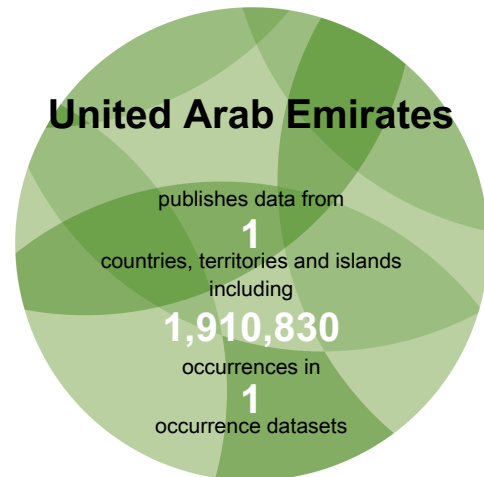 United Arab Emirates
publishes data from
1
countries, territories and islands
including
1,910,830
occurrences in
1
occurrence datasets